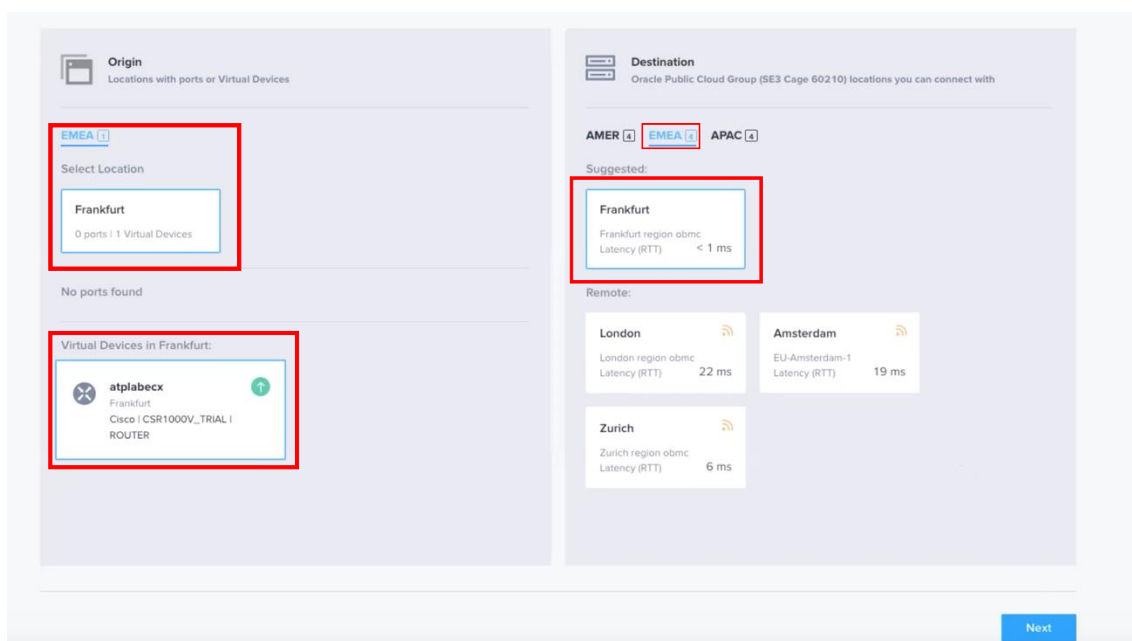 Origin
Locations with ports or Virtual Devices
EMEA 1
Select Location
Frankfurt
0 ports | 1 Virtual Devices
No ports found
Virtual Devices in Frankfurt:
atplabecx
Frankfurt
Cisco | CSR1000V_TRIAL |
ROUTER
Destination
Oracle Public Cloud Group (SE3 Cage 60210) locations you can connect with
AMER 4 EMEA 4 APAC 4
Suggested:
Frankfurt
Frankfurt region obmc
Latency (RTT) < 1 ms
Remote:
London
London region obmc
Latency (RTT) 22 ms
Amsterdam
EU-Amsterdam-1
Latency (RTT) 19 ms
Zurich
Zurich region obmc
Latency (RTT) 6 ms
Next